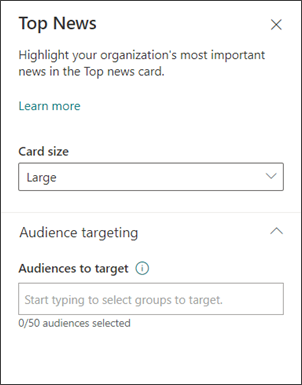 Top News
Highlight your organization's most important
news in the Top news card.
Learn more
Card size
Large
Audience targeting
Audiences to target
Start typing to select groups to target.
0/50 audiences selected